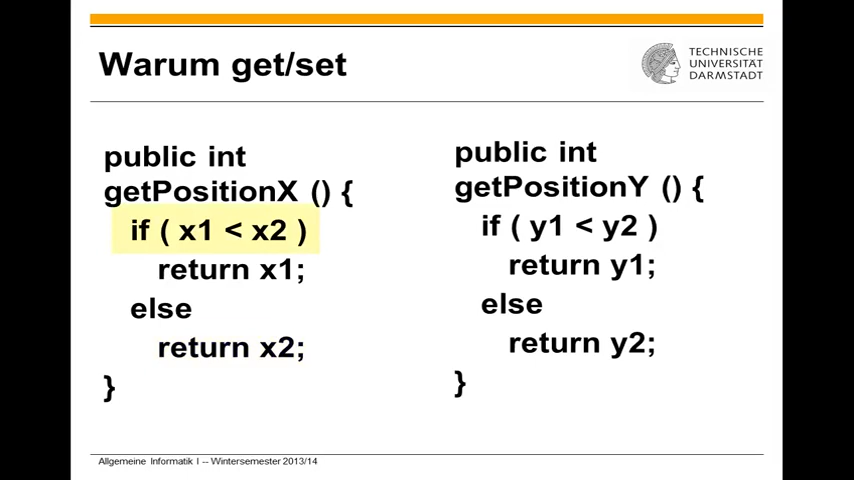 Warum get/set
TECHNISCHE
UNIVERSITÄT
DARMSTADT
public int
getPositionX () {
if ( x1 < x2 )
return x1;
else
return x2;
}
public int
getPositionY () {
if ( y1 < y2 )
return y1;
else
return y2;
}
Allgemeine Informatik I -- Wintersemester 2013/14